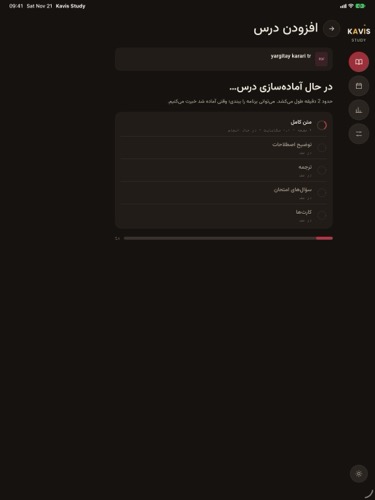 09:41 Sat Nov 21 Kavis Study
KAVIS
STUDY
افزودن درس
yargitay karari tr
در حال آماده‌سازی درس...
حدود 2 دقیقه طول می‌کشد. می‌توانی برنامه را ببندی؛ وقتی آماده شد خبرت می‌کنیم.
متن کامل
توضیح اصطلاحات
ترجمه
سؤال‌های امتحان
کارت‌ها